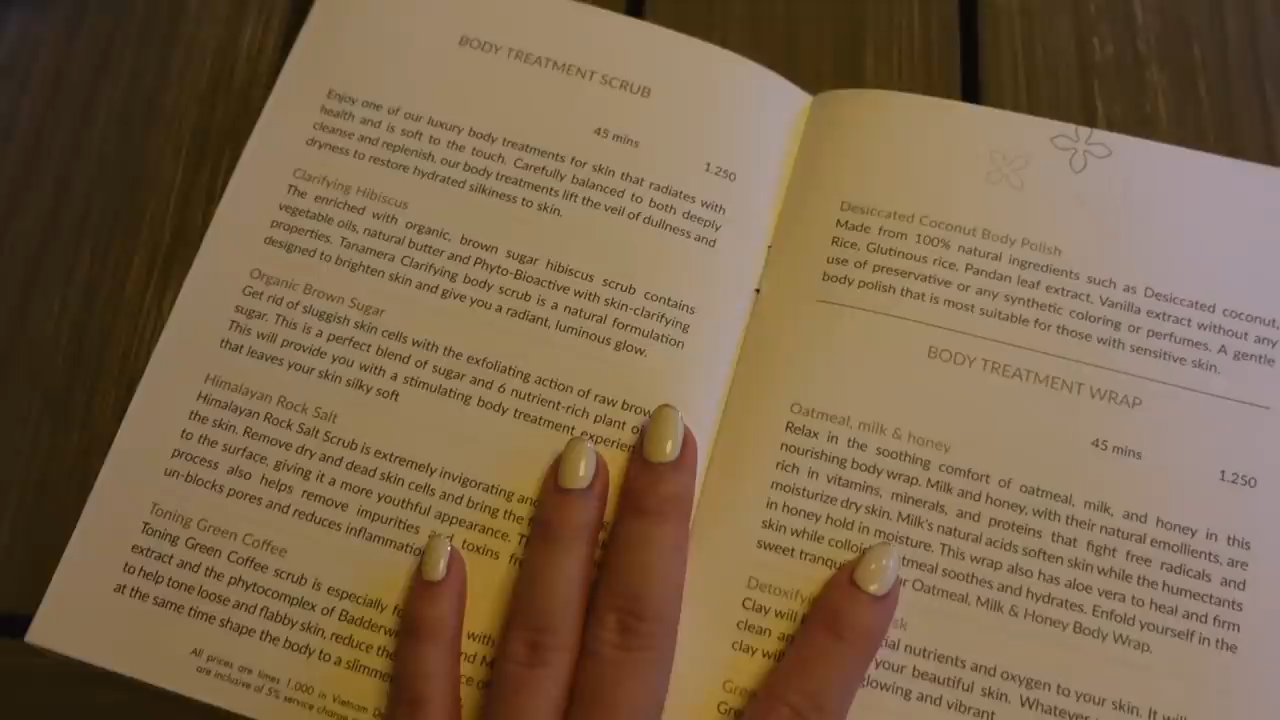 BODY TREATMENT SCRUB
45 mins
1.250
Enjoy one of our luxury body treatments for skin that radiates with
health and is soft to the touch. Carefully balanced to both deeply
cleanse and replenish, our body treatments lift the veil of dullness and
dryness to restore hydrated silkiness to skin.
Clarifying Hibiscus
The enriched with organic, brown sugar hibiscus scrub contains
vegetable oils, natural butter and Phyto-Bioactive with skin-clarifying
properties. Tanamera Clarifying body scrub is a natural formulation
designed to brighten skin and give you a radiant, luminous glow.
Organic Brown Sugar
Get rid of sluggish skin cells with the exfoliating action of raw brow
sugar. This is a perfect blend of sugar and 6 nutrient-rich plant
This will provide you with a stimulating body treatment experien
that leaves your skin silky soft
Himalayan Rock Salt
Himalayan Rock Salt Scrub is extremely invigorating
the skin. Remove dry and dead skin cells and bring the
to the surface, giving it a more youthful appearance.
process also helps remove impurities toxins
un-blocks pores and reduces inflammatio
Toning Green Coffee
Toning Green Coffee scrub is especially with
extract and the phytocomplex of Badderw
to help tone loose and flabby skin, reduce the
at the same time shape the body to a slimme
All prices are times 1,000 in Vietnam
are inclusive of 5% service charge
Desiccated Coconut Body Polish
Made from 100% natural ingredients such as Desiccated coconut,
Rice, Glutinous rice, Pandan leaf extract, Vanilla extract without any
use of preservative or any synthetic coloring or perfumes. A gentle
body polish that is most suitable for those with sensitive skin.
BODY TREATMENT WRAP
45 mins
1.250
Oatmeal, milk & honey
Relax in the soothing comfort of oatmeal, milk, and honey in this
nourishing body wrap. Milk and honey, with their natural emollients, are
rich in vitamins, minerals, and proteins that fight free radicals and
moisturize dry skin. Milk's natural acids soften skin while the humectants
in honey hold in moisture. This wrap also has aloe vera to heal and firm
skin while colloi tmeal soothes and hydrates. Enfold yourself in the
sweet tranqui r Oatmeal, Milk & Honey Body Wrap.
Detoxify sk
Clay will ial nutrients and oxygen to your skin. It will
clean an your beautiful skin. Whatever
clay wil glowing and vibrant
Gree
Gre